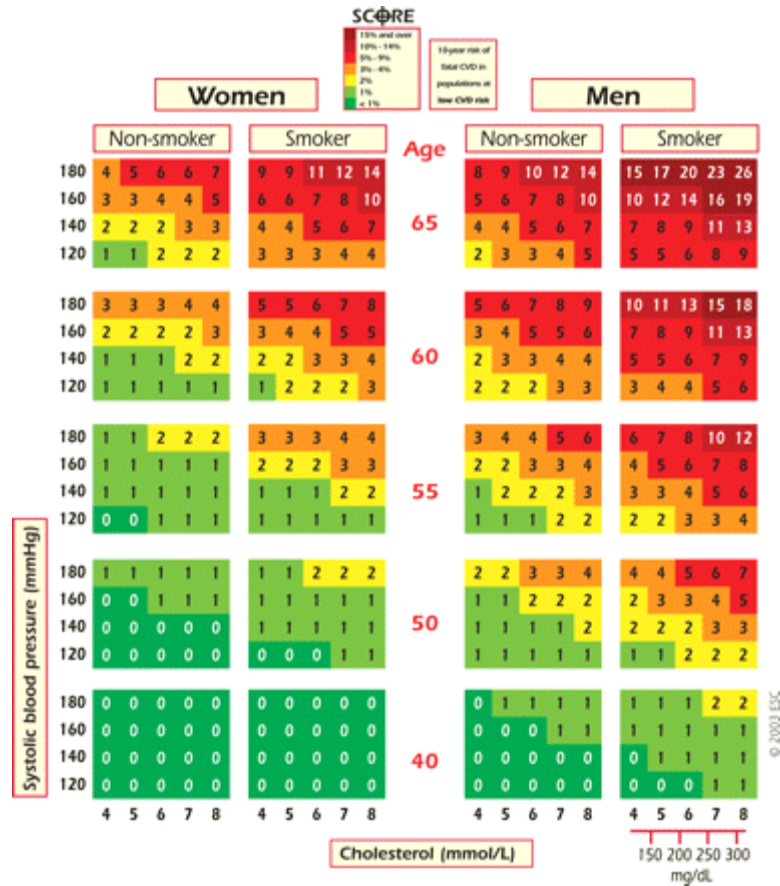 SCORE
15% and over
10% - 14%
5% - 9%
3% - 4%
2%
1%
< 1%
10-year risk of
fatal CVD in
populations at
low CVD risk
Women
Men
Non-smoker
Smoker
Age
Non-smoker
Smoker
180 4 5 6 6 7 9 9 11 12 14 8 9 10 12 14 15 17 20 23 26
160 3 3 4 4 5 6 6 7 8 10 5 6 7 8 10 10 12 14 16 19
65
140 2 2 2 3 3 4 4 5 6 7 4 4 5 6 7 7 8 9 11 13
120 1 1 2 2 2 3 3 3 4 4 2 3 3 4 5 5 5 6 8 9
180 3 3 3 4 4 5 5 6 7 8 5 6 7 8 9 10 11 13 15 18
160 2 2 2 2 3 3 4 4 5 5 3 4 5 5 6 7 8 9 11 13
60
140 1 1 1 2 2 2 2 3 3 4 2 3 3 4 4 5 5 6 7 9
120 1 1 1 1 1 1 2 2 2 3 2 2 2 3 3 3 4 4 5 6
180 1 1 2 2 2 3 3 3 4 4 3 4 4 5 6 6 7 8 10 12
160 1 1 1 1 1 2 2 2 3 3 2 2 3 3 4 4 5 6 7 8
55
140 1 1 1 1 1 1 1 1 2 2 1 2 2 2 3 3 3 4 5 6
120 0 0 1 1 1 1 1 1 1 1 1 1 1 2 2 2 2 3 3 4
180 1 1 1 1 1 1 1 2 2 2 2 2 3 3 4 4 4 5 6 7
160 0 0 1 1 1 1 1 1 1 1 1 1 2 2 2 2 3 3 4 5
50
140 0 0 0 0 0 1 1 1 1 1 1 1 1 1 2 2 2 2 3 3
120 0 0 0 0 0 0 0 0 1 1 1 1 1 1 1 1 1 2 2 2
180 0 0 0 0 0 0 0 0 0 0 0 1 1 1 1 1 1 1 2 2
160 0 0 0 0 0 0 0 0 0 0 0 0 0 1 1 1 1 1 1 1
40
140 0 0 0 0 0 0 0 0 0 0 0 0 0 0 0 0 1 1 1 1
120 0 0 0 0 0 0 0 0 0 0 0 0 0 0 0 0 0 0 1 1
4 5 6 7 8 4 5 6 7 8 4 5 6 7 8 4 5 6 7 8
Systolic blood pressure (mmHg)
Cholesterol (mmol/L)
150 200 250 300
mg/dL
© 2003 ESC